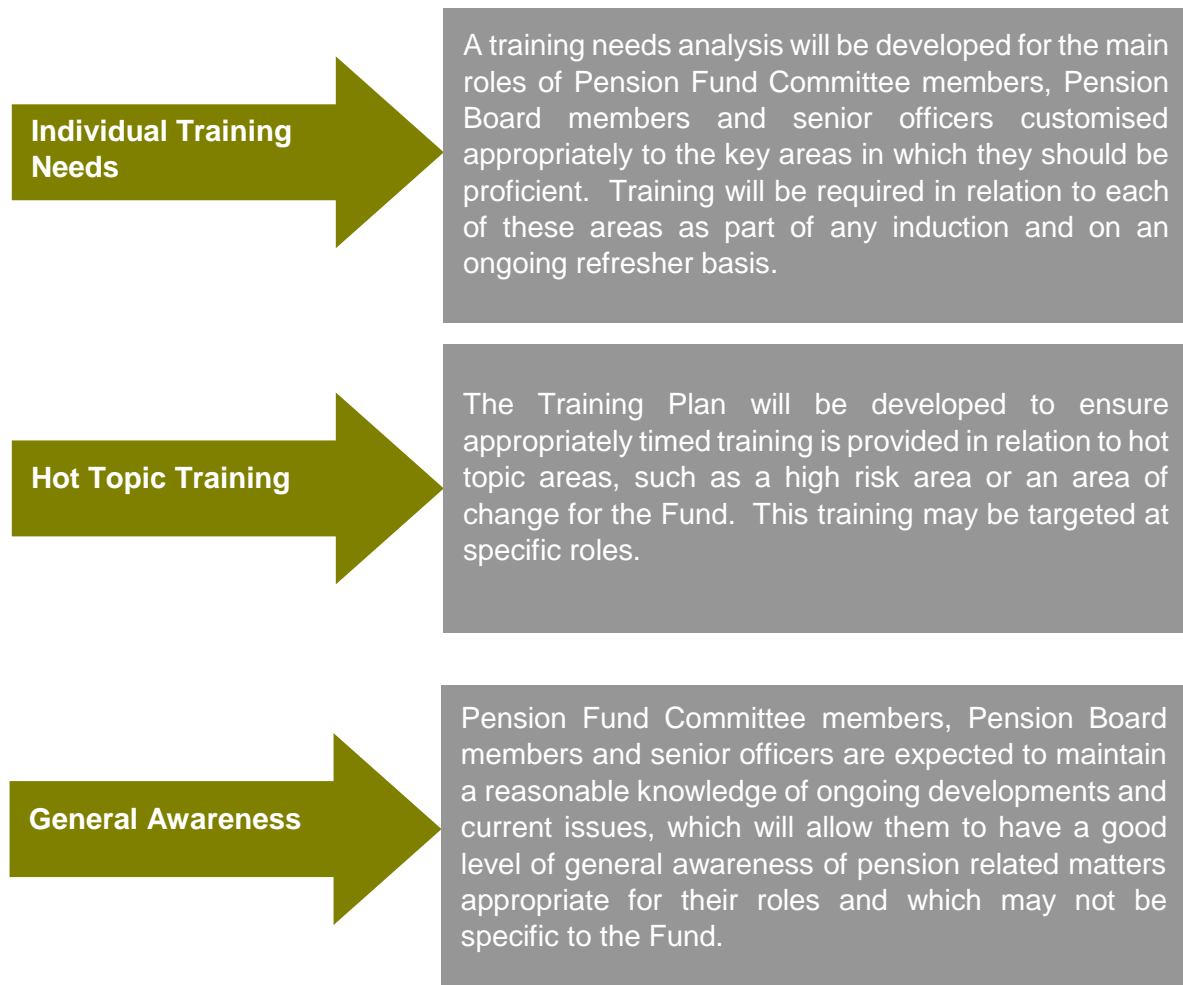 Individual Training
Needs
A training needs analysis will be developed for the main
roles of Pension Fund Committee members, Pension
Board members and senior officers customised
appropriately to the key areas in which they should be
proficient. Training will be required in relation to each
of these areas as part of any induction and on an
ongoing refresher basis.
Hot Topic Training
The Training Plan will be developed to ensure
appropriately timed training is provided in relation to hot
topic areas, such as a high risk area or an area of
change for the Fund. This training may be targeted at
specific roles.
General Awareness
Pension Fund Committee members, Pension Board
members and senior officers are expected to maintain
a reasonable knowledge of ongoing developments and
current issues, which will allow them to have a good
level of general awareness of pension related matters
appropriate for their roles and which may not be
specific to the Fund.